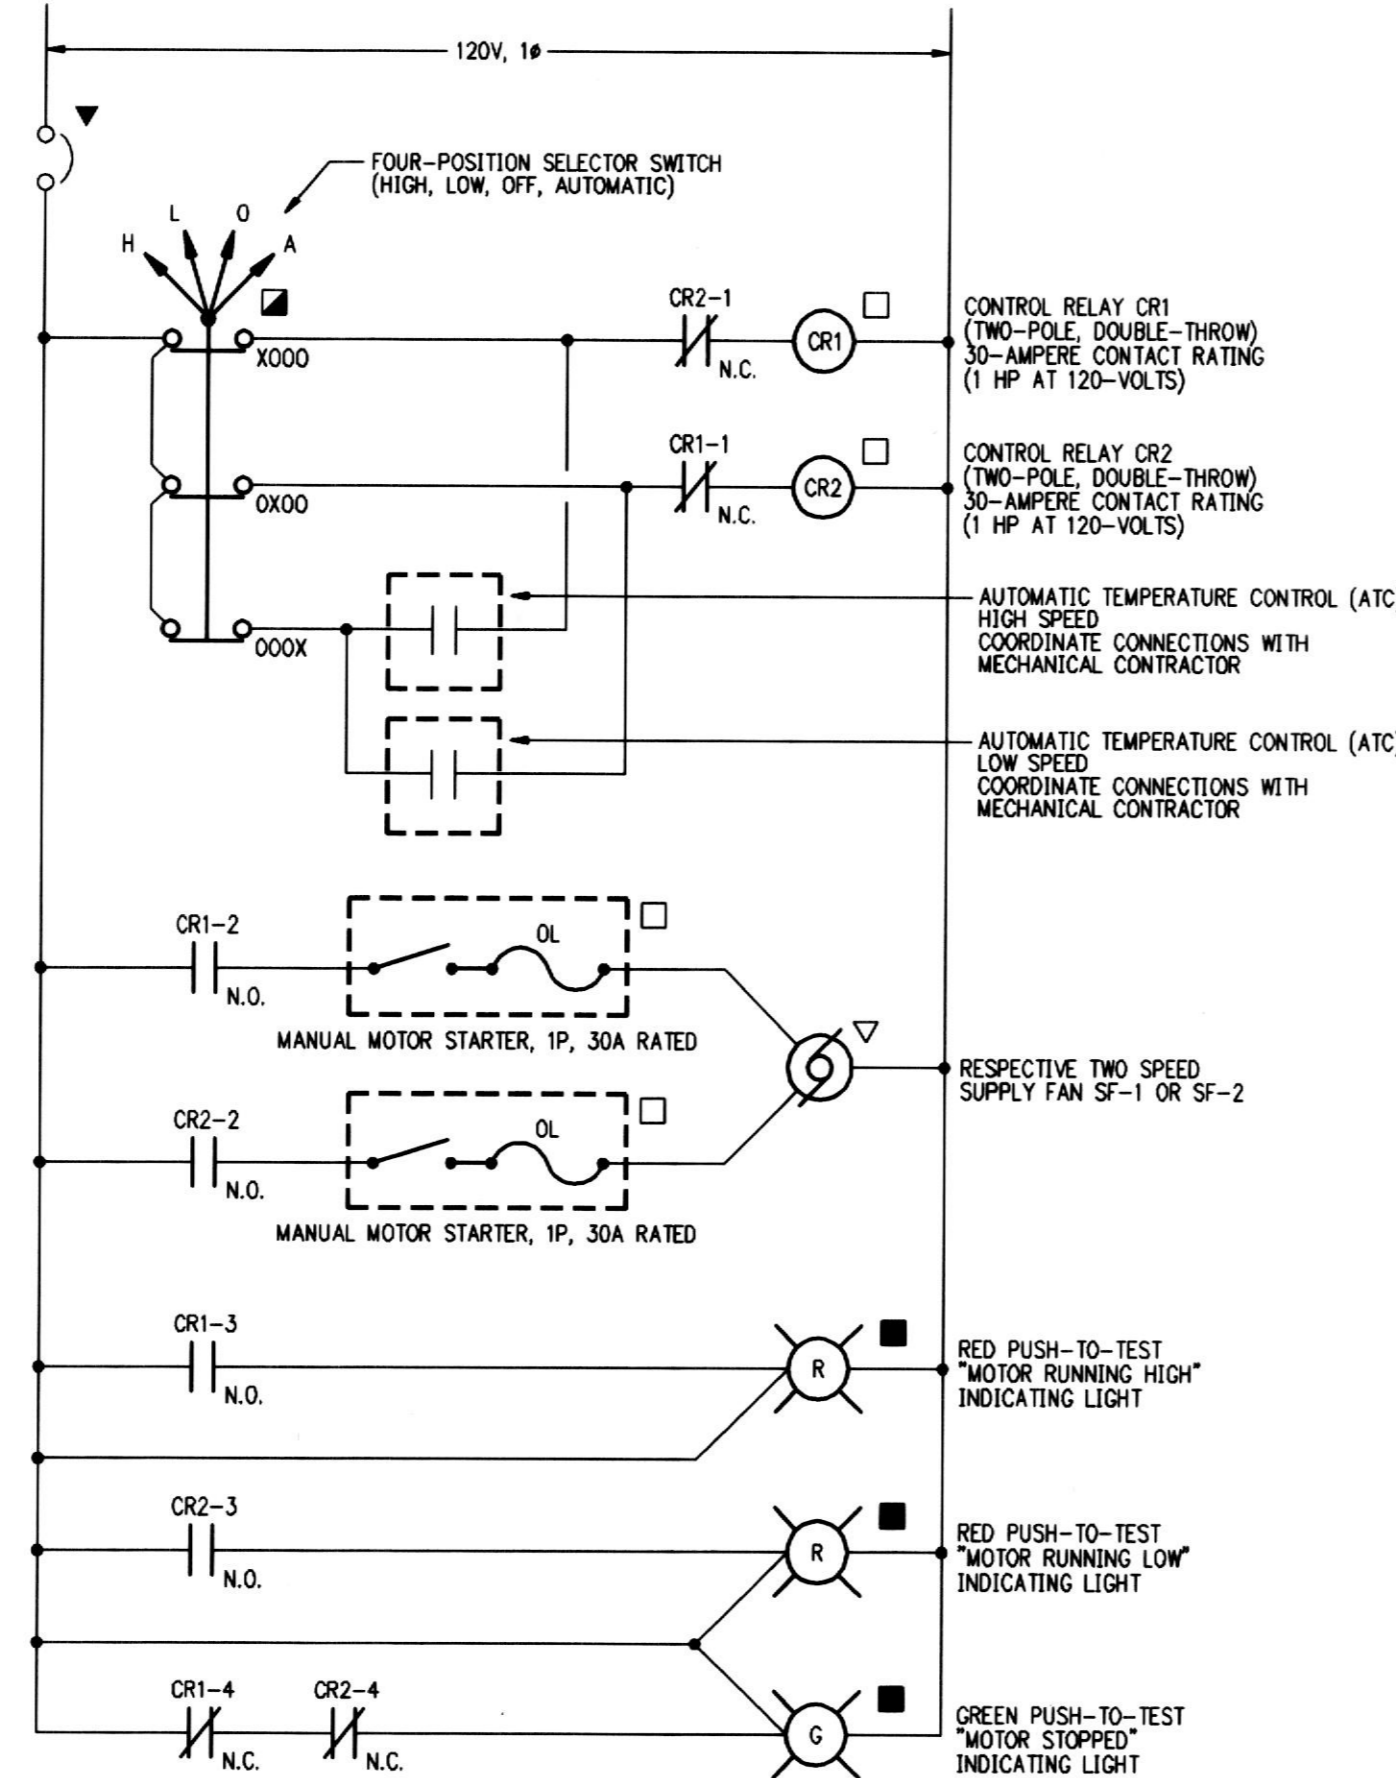 120V, 1ø
FOUR-POSITION SELECTOR SWITCH
(HIGH, LOW, OFF, AUTOMATIC)
H
L
O
A
X000
CR2-1
N.C.
CR1
CONTROL RELAY CR1
(TWO-POLE, DOUBLE-THROW)
30-AMPERE CONTACT RATING
(1 HP AT 120-VOLTS)
0X00
CR1-1
N.C.
CR2
CONTROL RELAY CR2
(TWO-POLE, DOUBLE-THROW)
30-AMPERE CONTACT RATING
(1 HP AT 120-VOLTS)
000X
AUTOMATIC TEMPERATURE CONTROL (ATC
HIGH SPEED
COORDINATE CONNECTIONS WITH
MECHANICAL CONTRACTOR
AUTOMATIC TEMPERATURE CONTROL (ATC)
LOW SPEED
COORDINATE CONNECTIONS WITH
MECHANICAL CONTRACTOR
CR1-2
N.O.
OL
MANUAL MOTOR STARTER, 1P, 30A RATED
RESPECTIVE TWO SPEED
SUPPLY FAN SF-1 OR SF-2
CR2-2
N.O.
OL
MANUAL MOTOR STARTER, 1P, 30A RATED
CR1-3
N.O.
R
RED PUSH-TO-TEST
"MOTOR RUNNING HIGH"
INDICATING LIGHT
CR2-3
N.O.
R
RED PUSH-TO-TEST
"MOTOR RUNNING LOW"
INDICATING LIGHT
CR1-4
N.C.
CR2-4
N.C.
G
GREEN PUSH-TO-TEST
"MOTOR STOPPED"
INDICATING LIGHT